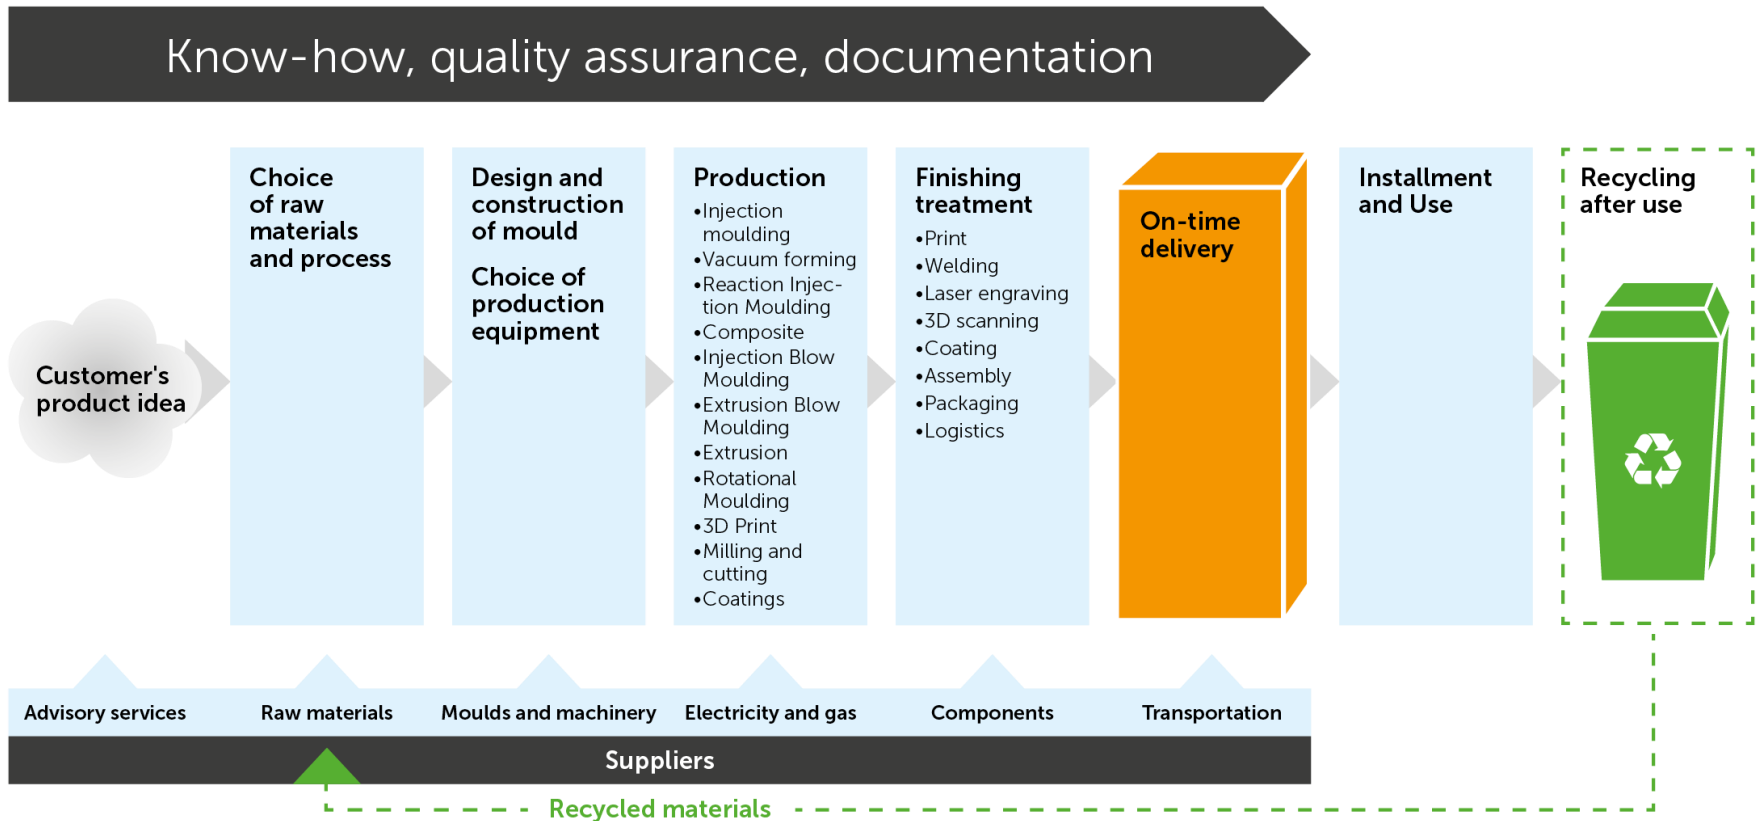 Know-how, quality assurance, documentation
Customer's
product idea
Choice
of raw
materials
and process
Design and
construction
of mould
Choice of
production
equipment
Production
•Injection
moulding
•Vacuum forming
•Reaction Injec-
tion Moulding
•Composite
•Injection Blow
Moulding
•Extrusion Blow
Moulding
•Extrusion
•Rotational
Moulding
•3D Print
•Milling and
cutting
•Coatings
Finishing
treatment
•Print
•Welding
•Laser engraving
•3D scanning
•Coating
•Assembly
•Packaging
•Logistics
On-time
delivery
Installment
and Use
Recycling
after use
Advisory services
Raw materials
Moulds and machinery
Electricity and gas
Components
Transportation
Suppliers
Recycled materials